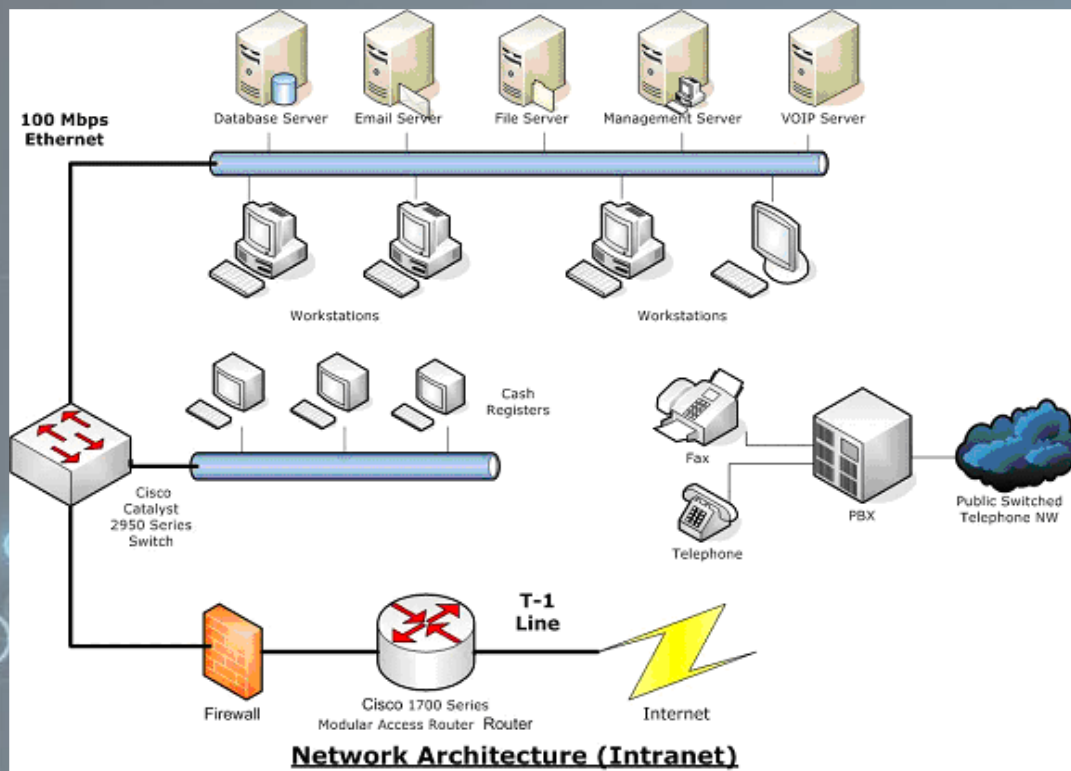 Database Server
Email Server
File Server
Management Server
VOIP Server
100 Mbps
Ethernet
Workstations
Workstations
Cash
Registers
Fax
Telephone
PBX
Public Switched
Telephone NW
Cisco
Catalyst
2950 Series
Switch
T-1
Line
Firewall
Cisco 1700 Series
Modular Access Router Router
Internet
Network Architecture (Intranet)